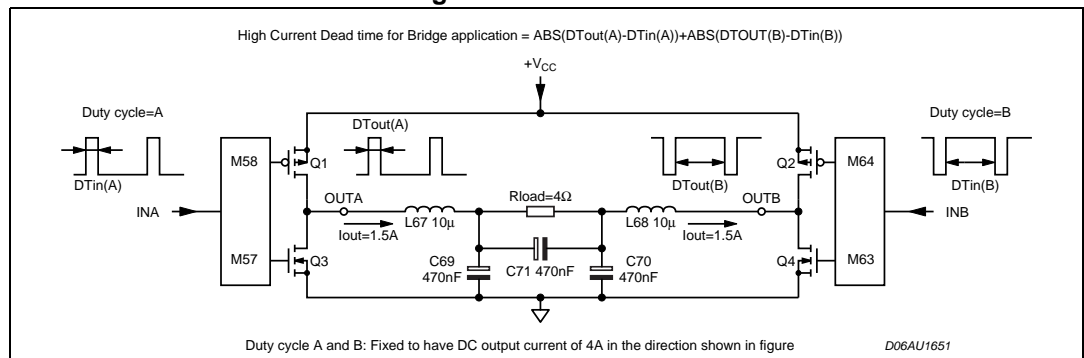 High Current Dead time for Bridge application = ABS(DTout(A)-DTin(A))+ABS(DTOUT(B)-DTin(B))
+VCC
Duty cycle=A
Duty cycle=B
DTout(A)
DTout(B)
DTin(A)
DTin(B)
M58
Q1
Q2
M64
INA
OUTA
Rload=4Ω
OUTB
INB
L67 10µ
L68 10µ
Iout=1.5A
Iout=1.5A
M57
Q3
C69
470nF
C71 470nF
C70
470nF
Q4
M63
Duty cycle A and B: Fixed to have DC output current of 4A in the direction shown in figure
D06AU1651